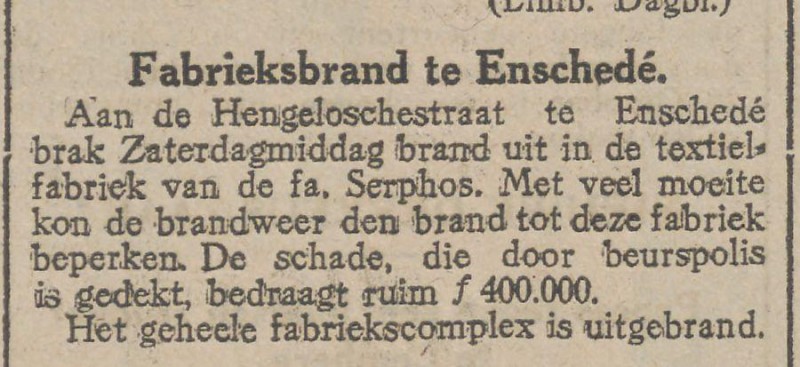 (Limb. Dagbl.)
Fabrieksbrand te Enschedé.
Aan de Hengeloschestraat te Enschedé
brak Zaterdagmiddag brand uit in de textiel-
fabriek van de fa. Serphos. Met veel moeite
kon de brandweer den brand tot deze fabriek
beperken. De schade, die door beurspolis
is gedekt, bedraagt ruim f 400.000.
Het geheele fabriekscomplex is uitgebrand.